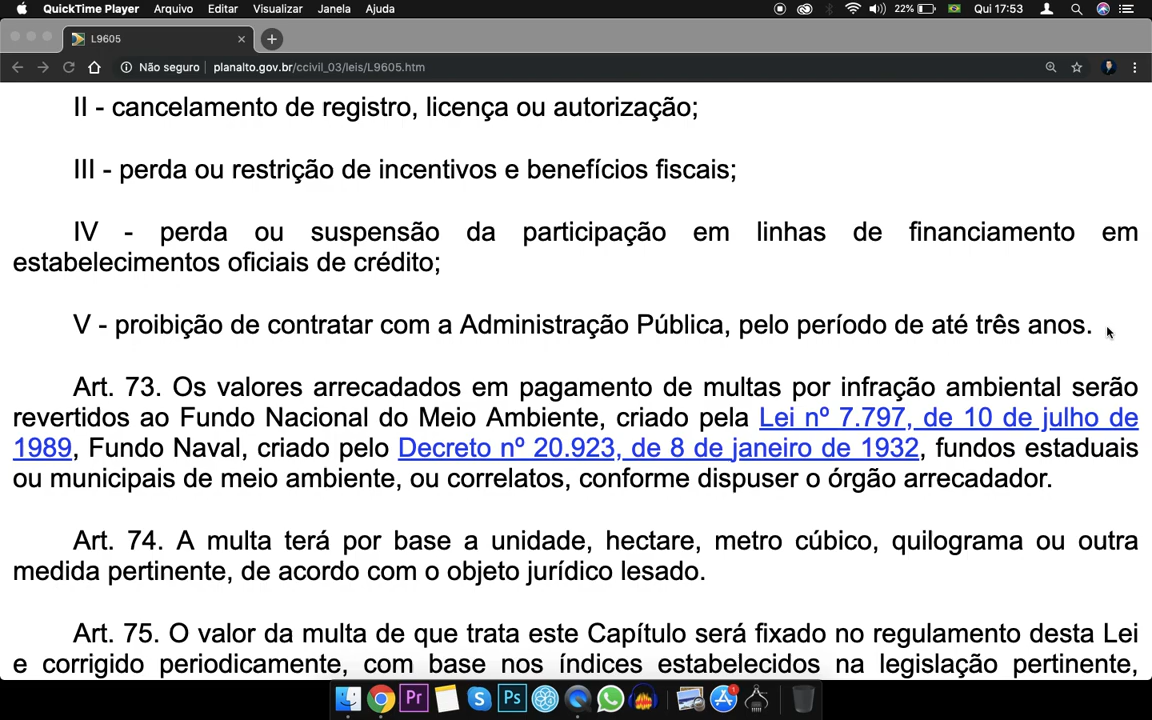 QuickTime Player Arquivo Editar Visualizar Janela Ajuda 22% Qui 17:53
L9605
Não seguro planalto.gov.br/ccivil_03/leis/L9605.htm
II - cancelamento de registro, licença ou autorização;
III - perda ou restrição de incentivos e benefícios fiscais;
IV - perda ou suspensão da participação em linhas de financiamento em
estabelecimentos oficiais de crédito;
V - proibição de contratar com a Administração Pública, pelo período de até três anos.
Art. 73. Os valores arrecadados em pagamento de multas por infração ambiental serão
revertidos ao Fundo Nacional do Meio Ambiente, criado pela Lei nº 7.797, de 10 de julho de
1989, Fundo Naval, criado pelo Decreto nº 20.923, de 8 de janeiro de 1932, fundos estaduais
ou municipais de meio ambiente, ou correlatos, conforme dispuser o órgão arrecadador.
Art. 74. A multa terá por base a unidade, hectare, metro cúbico, quilograma ou outra
medida pertinente, de acordo com o objeto jurídico lesado.
Art. 75. O valor da multa de que trata este Capítulo será fixado no regulamento desta Lei
e corrigido periodicamente, com base nos índices estabelecidos na legislação pertinente,
Pr Ps 1